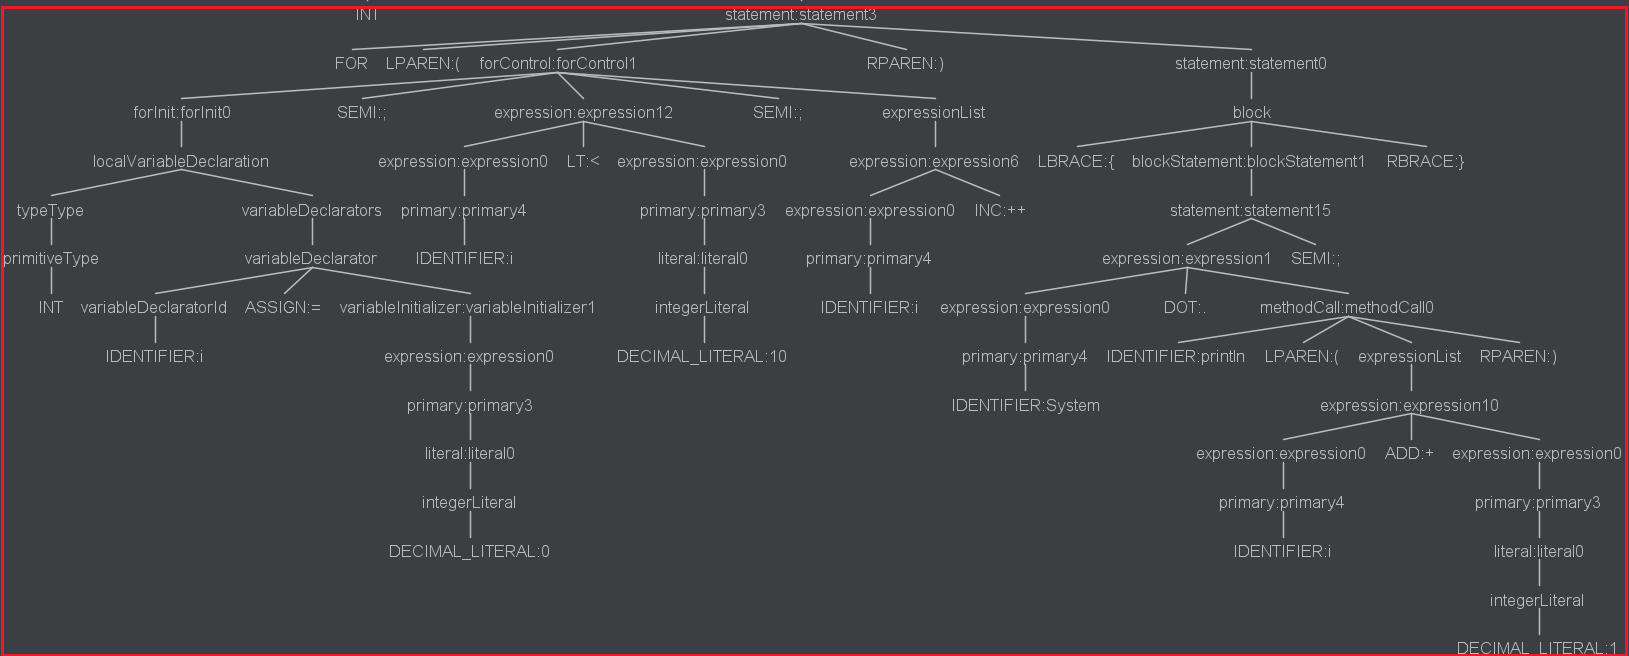 INT statement:statement3
FOR LPAREN:( forControl:forControl1 RPAREN:) statement:statement0
forInit:forInit0 SEMI:; expression:expression12 SEMI:; expressionList block
localVariableDeclaration expression:expression0 LT:< expression:expression0 expression:expression6 LBRACE:{ blockStatement:blockStatement1 RBRACE:}
typeType variableDeclarators primary:primary4 primary:primary3 expression:expression0 INC:++ statement:statement15
primitiveType variableDeclarator IDENTIFIER:i literal:literal0 primary:primary4 expression:expression1 SEMI:;
INT variableDeclaratorId ASSIGN:= variableInitializer:variableInitializer1 integerLiteral IDENTIFIER:i expression:expression0 DOT:. methodCall:methodCall0
IDENTIFIER:i expression:expression0 DECIMAL_LITERAL:10 primary:primary4 IDENTIFIER:println LPAREN:( expressionList RPAREN:)
primary:primary3 IDENTIFIER:System expression:expression10
literal:literal0 expression:expression0 ADD:+ expression:expression0
integerLiteral primary:primary4 primary:primary3
DECIMAL_LITERAL:0 IDENTIFIER:i literal:literal0
integerLiteral
DECIMAL_LITERAL:1